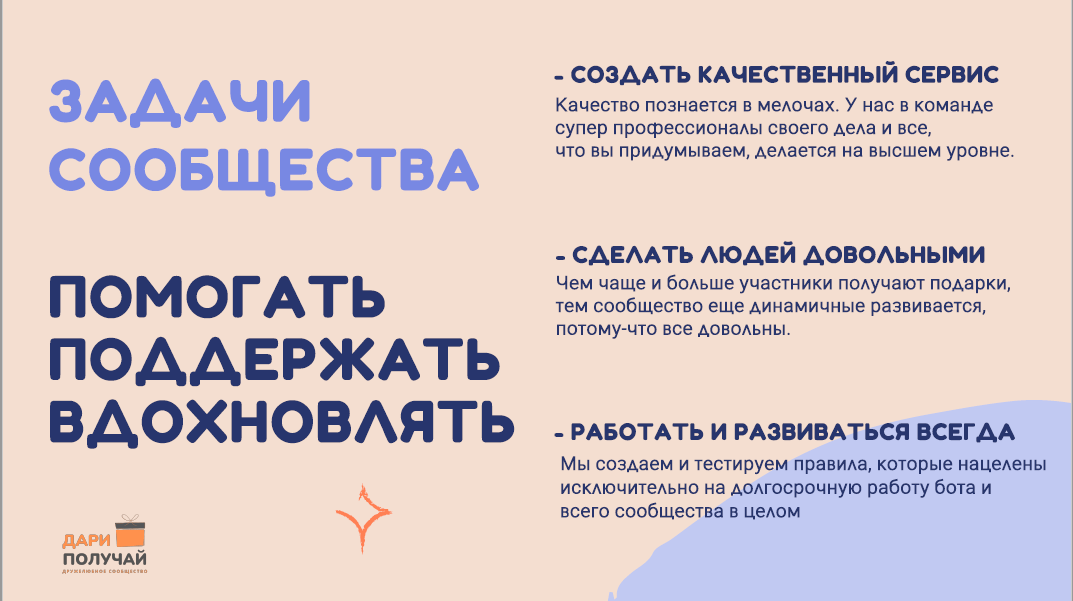 ЗАДАЧИ
СООБЩЕСТВА
ПОМОГАТЬ
ПОДДЕРЖАТЬ
ВДОХНОВЛЯТЬ
- СОЗДАТЬ КАЧЕСТВЕННЫЙ СЕРВИС
Качество познается в мелочах. У нас в команде
супер профессионалы своего дела и все,
что вы придумываем, делается на высшем уровне.
- СДЕЛАТЬ ЛЮДЕЙ ДОВОЛЬНЫМИ
Чем чаще и больше участники получают подарки,
тем сообщество еще динамичные развивается,
потому-что все довольны.
- РАБОТАТЬ И РАЗВИВАТЬСЯ ВСЕГДА
Мы создаем и тестируем правила, которые нацелены
исключительно на долгосрочную работу бота и
всего сообщества в целом
ДАРИ
ПОЛУЧАЙ
ДРУЖЕЛЮБНОЕ СООБЩЕСТВО